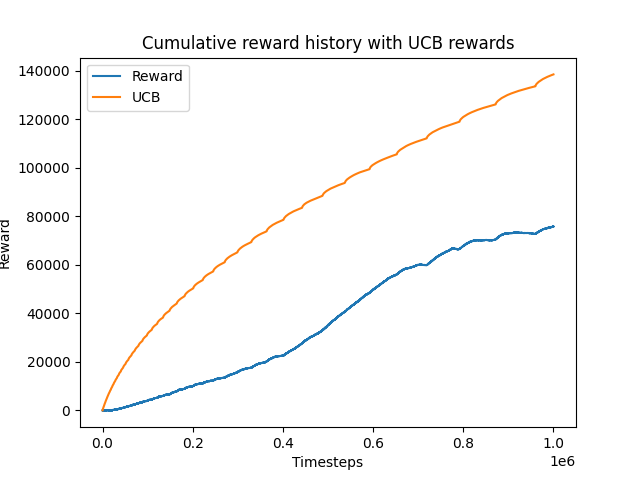 Cumulative reward history with UCB rewards
Reward
UCB
140000
120000
100000
80000
60000
40000
20000
0
Reward
0.0 0.2 0.4 0.6 0.8 1.0
1e6
Timesteps